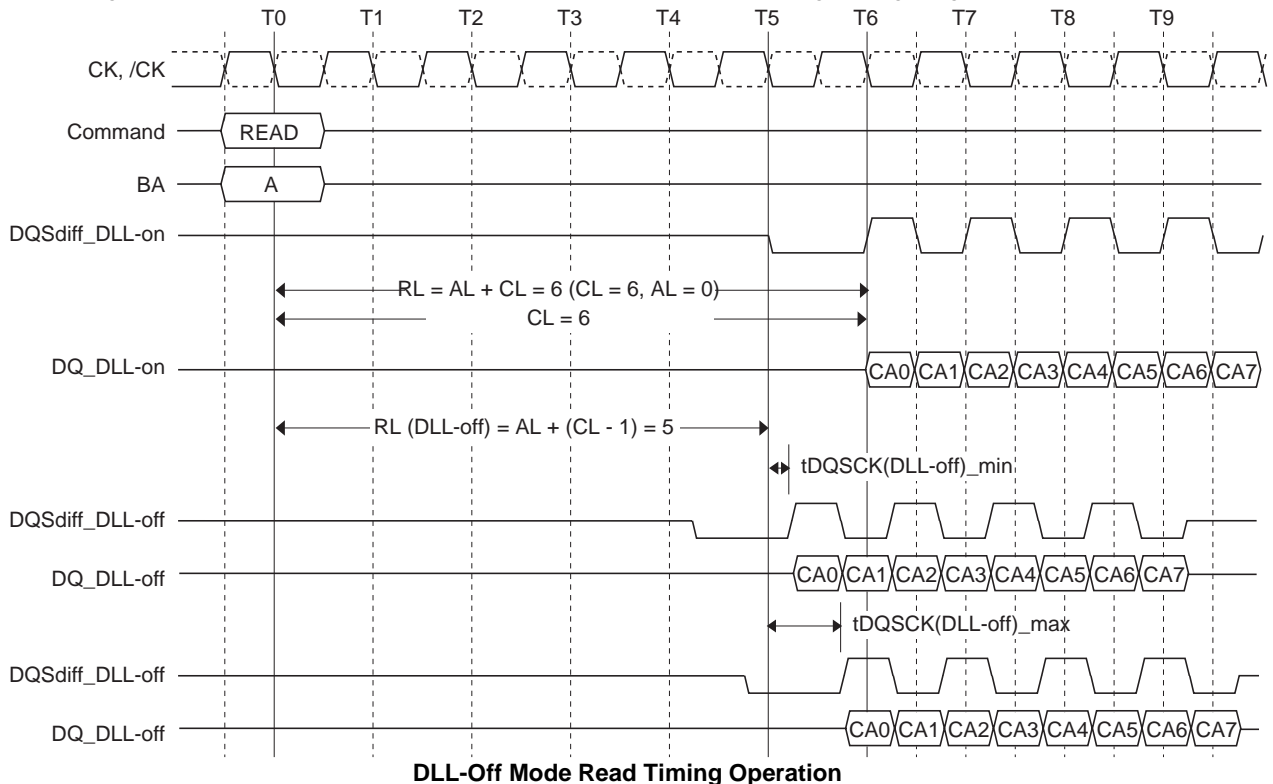 T0 T1 T2 T3 T4 T5 T6 T7 T8 T9
CK, /CK
Command READ
BA A
DQSdiff_DLL-on
RL = AL + CL = 6 (CL = 6, AL = 0)
CL = 6
DQ_DLL-on CA0 CA1 CA2 CA3 CA4 CA5 CA6 CA7
RL (DLL-off) = AL + (CL - 1) = 5
tDQSCK(DLL-off)_min
DQSdiff_DLL-off
DQ_DLL-off CA0 CA1 CA2 CA3 CA4 CA5 CA6 CA7
tDQSCK(DLL-off)_max
DQSdiff_DLL-off
DQ_DLL-off CA0 CA1 CA2 CA3 CA4 CA5 CA6 CA7
DLL-Off Mode Read Timing Operation